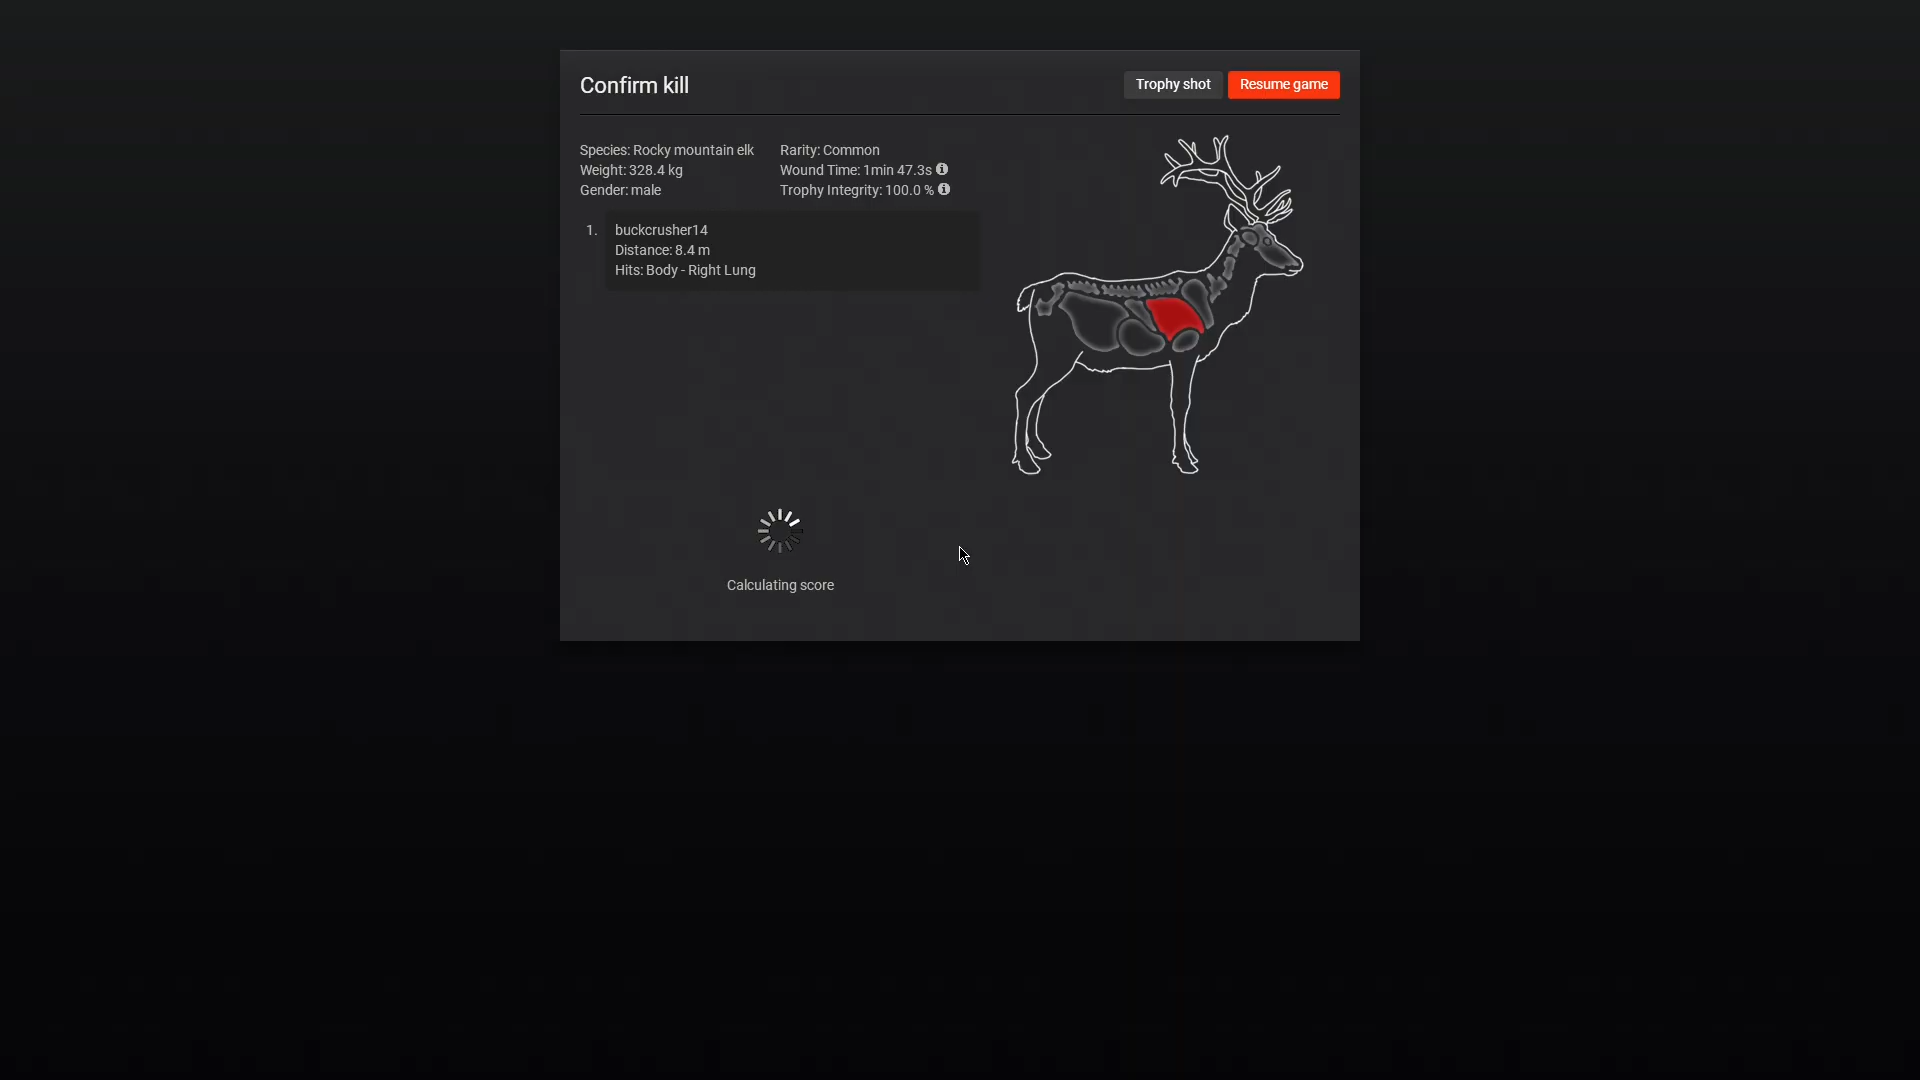 Confirm kill
Trophy shot
Resume game
Species: Rocky mountain elk
Weight: 328.4 kg
Gender: male
Rarity: Common
Wound Time: 1min 47.3s
Trophy Integrity: 100.0 %
1.
buckcrusher14
Distance: 8.4 m
Hits: Body - Right Lung
Calculating score